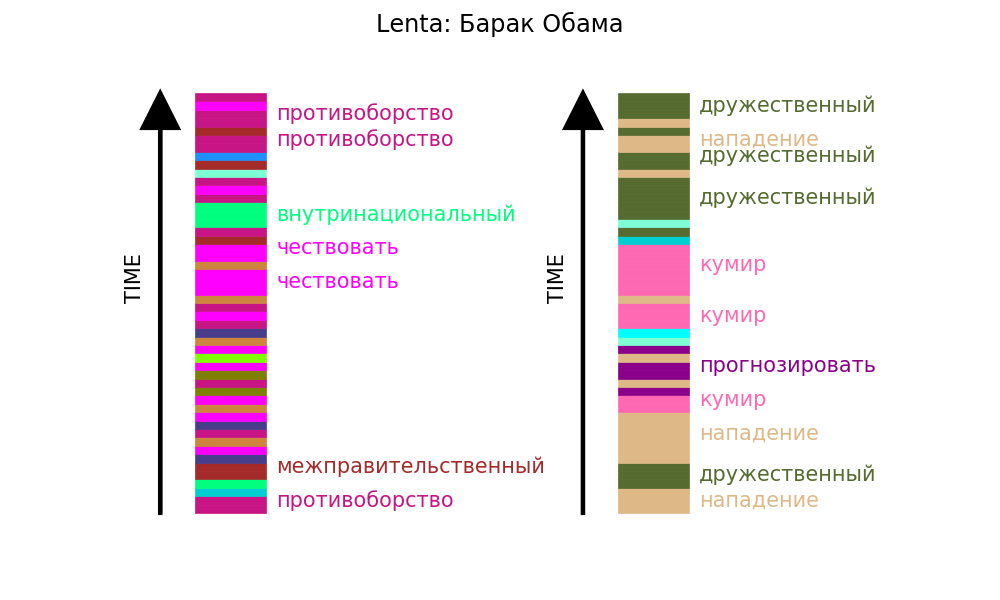 Lenta: Барак Обама
TIME
противоборство
противоборство
внутринациональный
чествовать
чествовать
межправительственный
противоборство
TIME
дружественный
нападение
дружественный
дружественный
кумир
кумир
прогнозировать
кумир
нападение
дружественный
нападение